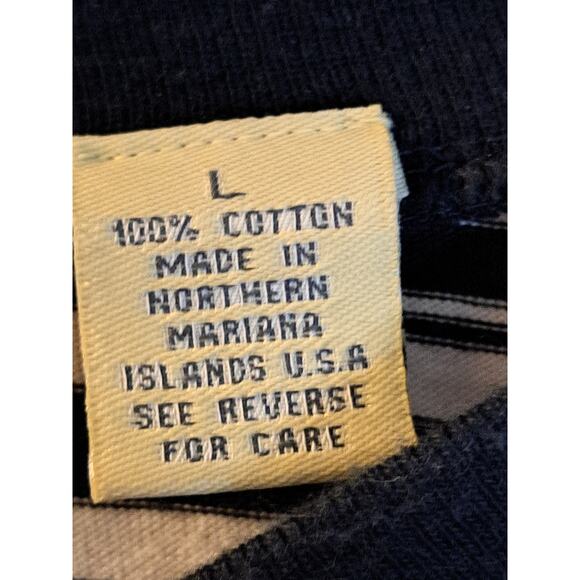 L
100% COTTON
MADE IN
NORTHERN
MARIANA
ISLANDS U.S.A
SEE REVERSE
FOR CARE